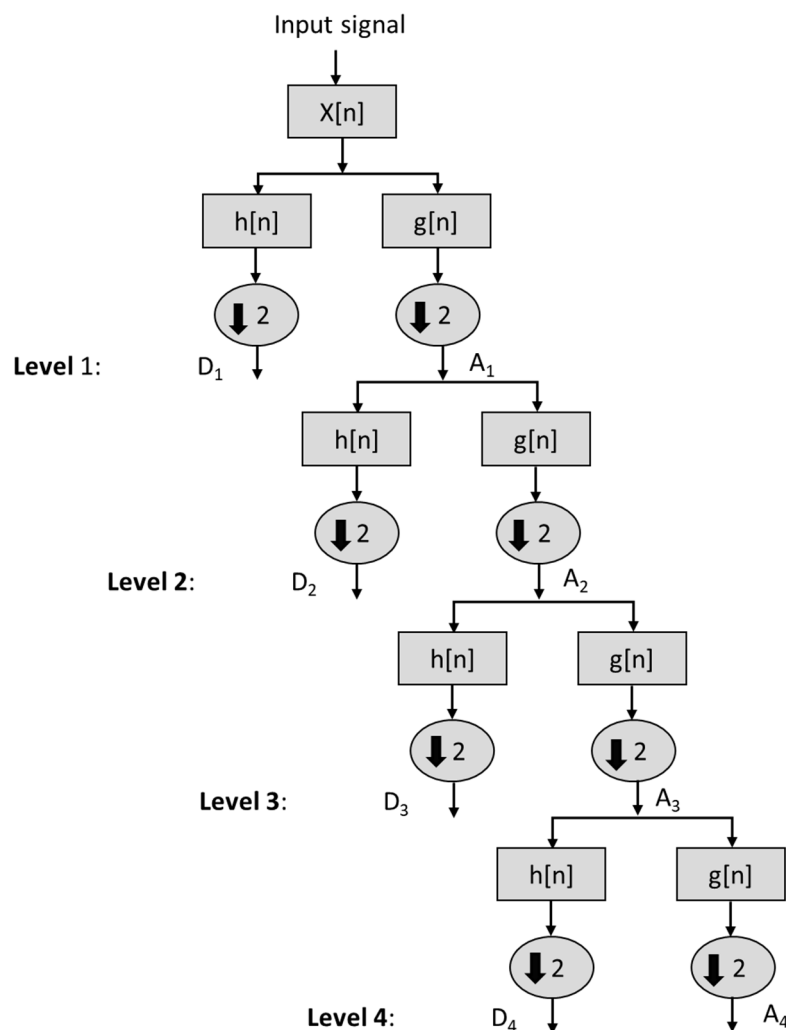 Input signal
X[n]
h[n] g[n]
2 2
Level 1: D₁ A₁
h[n] g[n]
2 2
Level 2: D₂ A₂
h[n] g[n]
2 2
Level 3: D₃ A₃
h[n] g[n]
2 2
Level 4: D₄ A₄